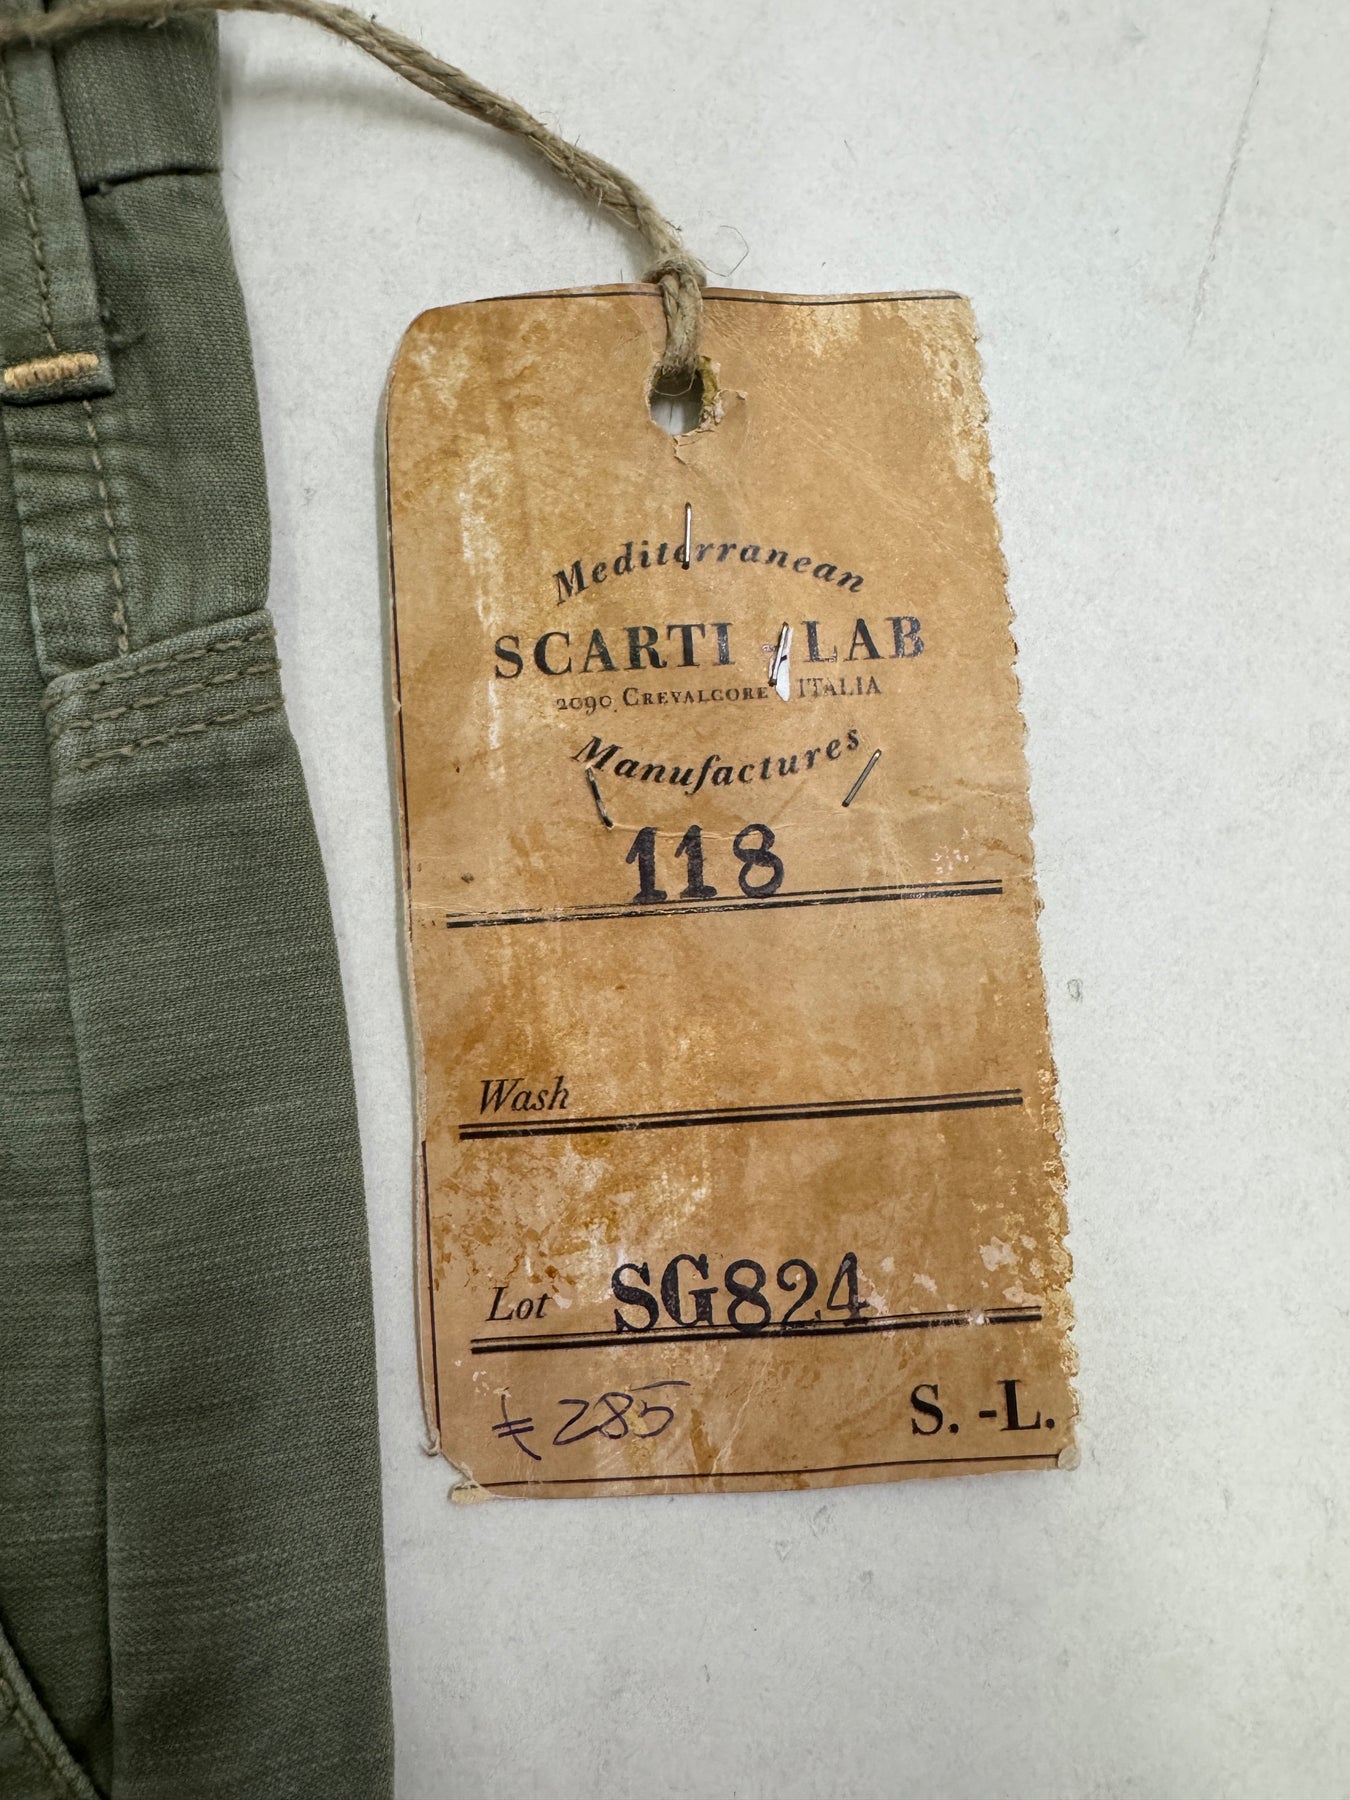 Mediterranean
SCARTI - LAB
2090 CREVALCORE ITALIA
Manufactures
118
Wash
Lot SG824
285 S. -L.